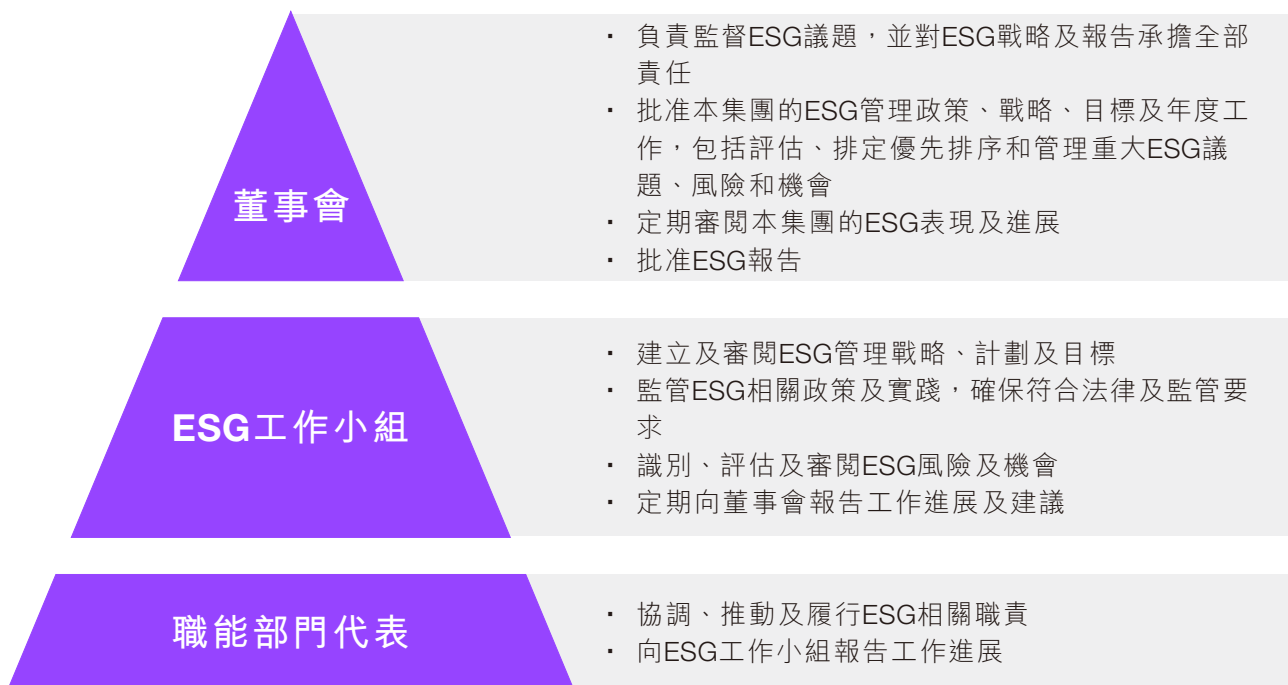 董事會
· 負責監督ESG議題，並對ESG戰略及報告承擔全部
責任
· 批准本集團的ESG管理政策、戰略、目標及年度工
作，包括評估、排定優先排序和管理重大ESG議
題、風險和機會
· 定期審閱本集團的ESG表現及進展
· 批准ESG報告
ESG工作小組
· 建立及審閱ESG管理戰略、計劃及目標
· 監管ESG相關政策及實踐，確保符合法律及監管要
求
· 識別、評估及審閱ESG風險及機會
· 定期向董事會報告工作進展及建議
職能部門代表
· 協調、推動及履行ESG相關職責
· 向ESG工作小組報告工作進展